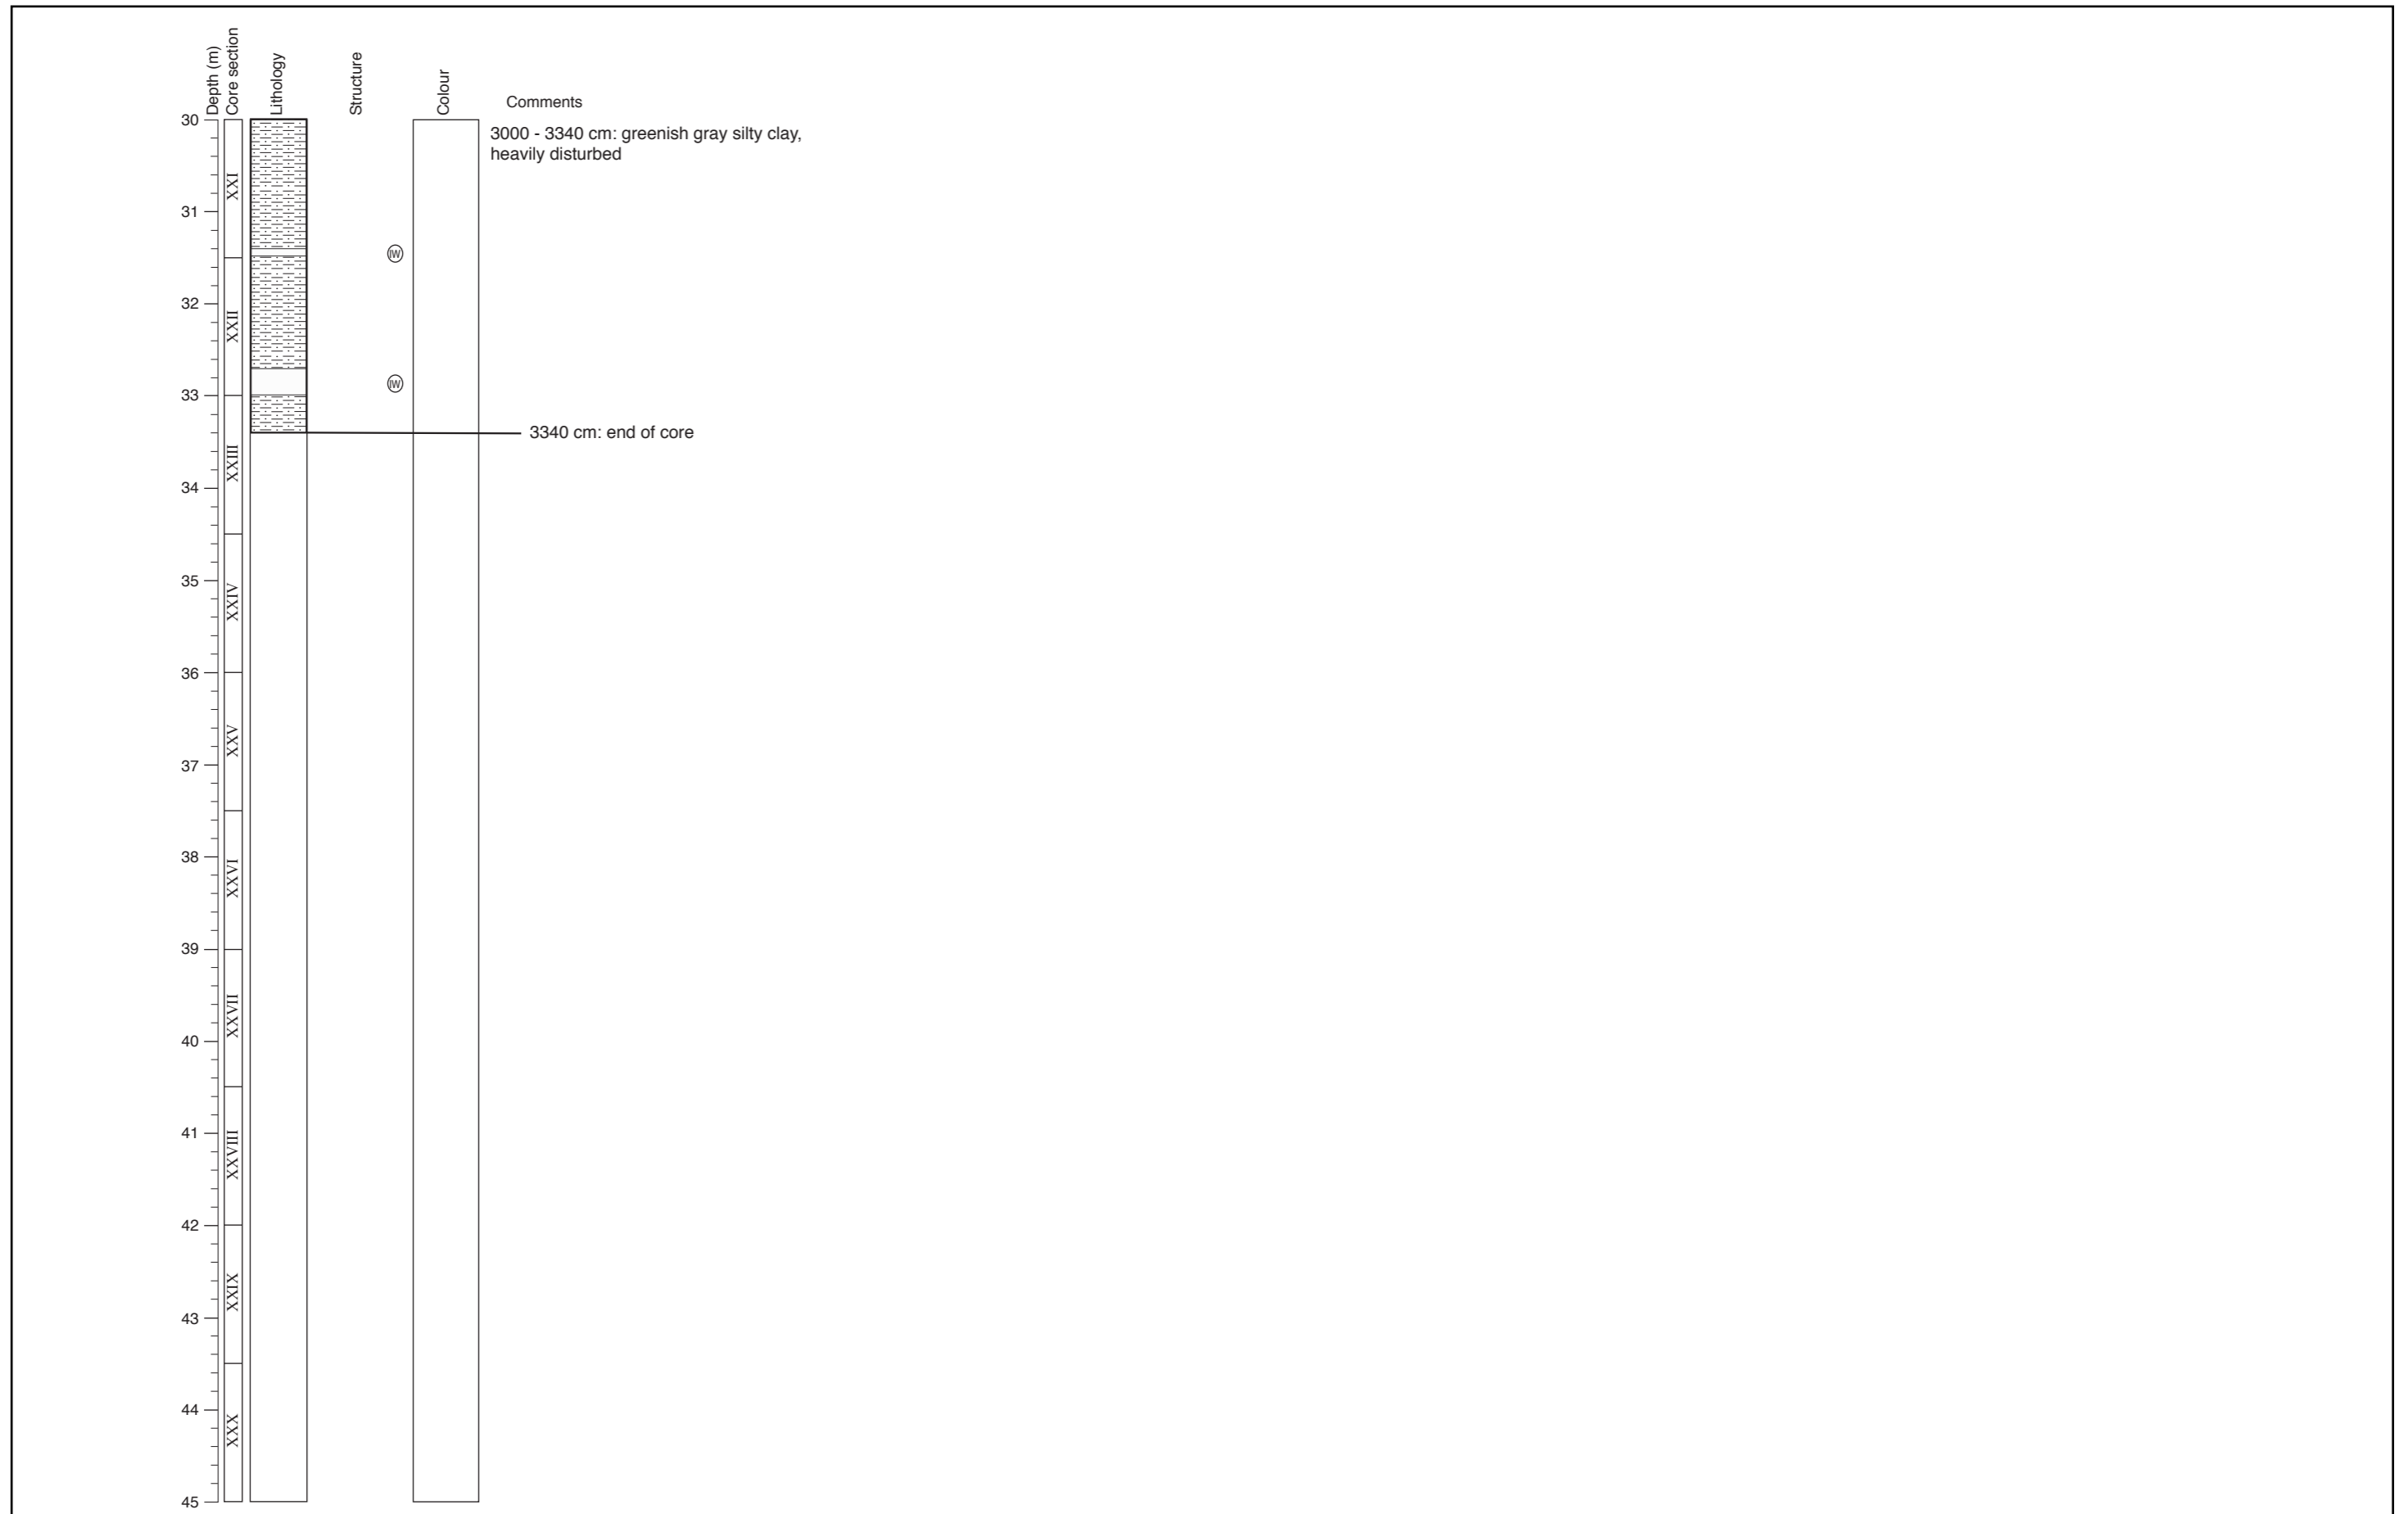 Depth (m)
Core section
Lithology
Structure
Colour
Comments
3000 - 3340 cm: greenish gray silty clay,
heavily disturbed
30
XXI
31
IW
XXII
32
IW
33
3340 cm: end of core
XXIII
34
35
XXIV
36
XXV
37
38
XXVI
39
XXVII
40
41
XXVIII
42
XXIX
43
44
XXX
45